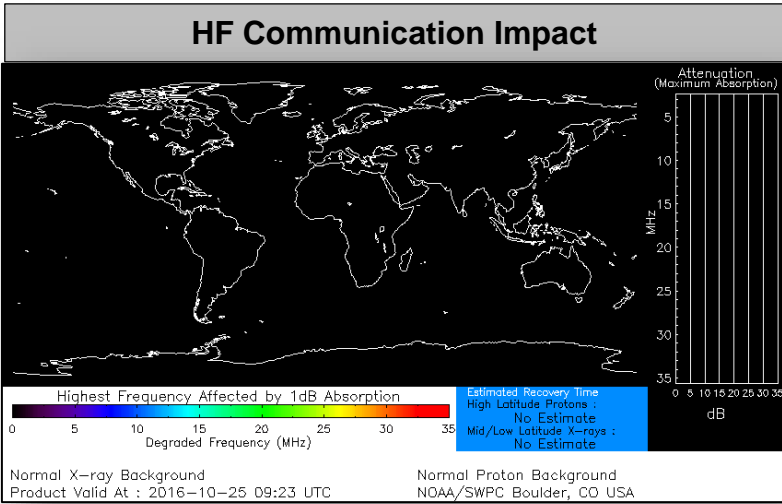 HF Communication Impact
Attenuation
(Maximum Absorption)
5
10
15
20
25
30
35
MHz
0 5 10 15 20 25 30 35
dB
Highest Frequency Affected by 1dB Absorption
0 5 10 15 20 25 30 35
Degraded Frequency (MHz)
Estimated Recovery Time
High Latitude Protons :
No Estimate
Mid/Low Latitude X-rays :
No Estimate
Normal X-ray Background
Normal Proton Background
Product Valid At : 2016-10-25 09:23 UTC
NOAA/SWPC Boulder, CO USA